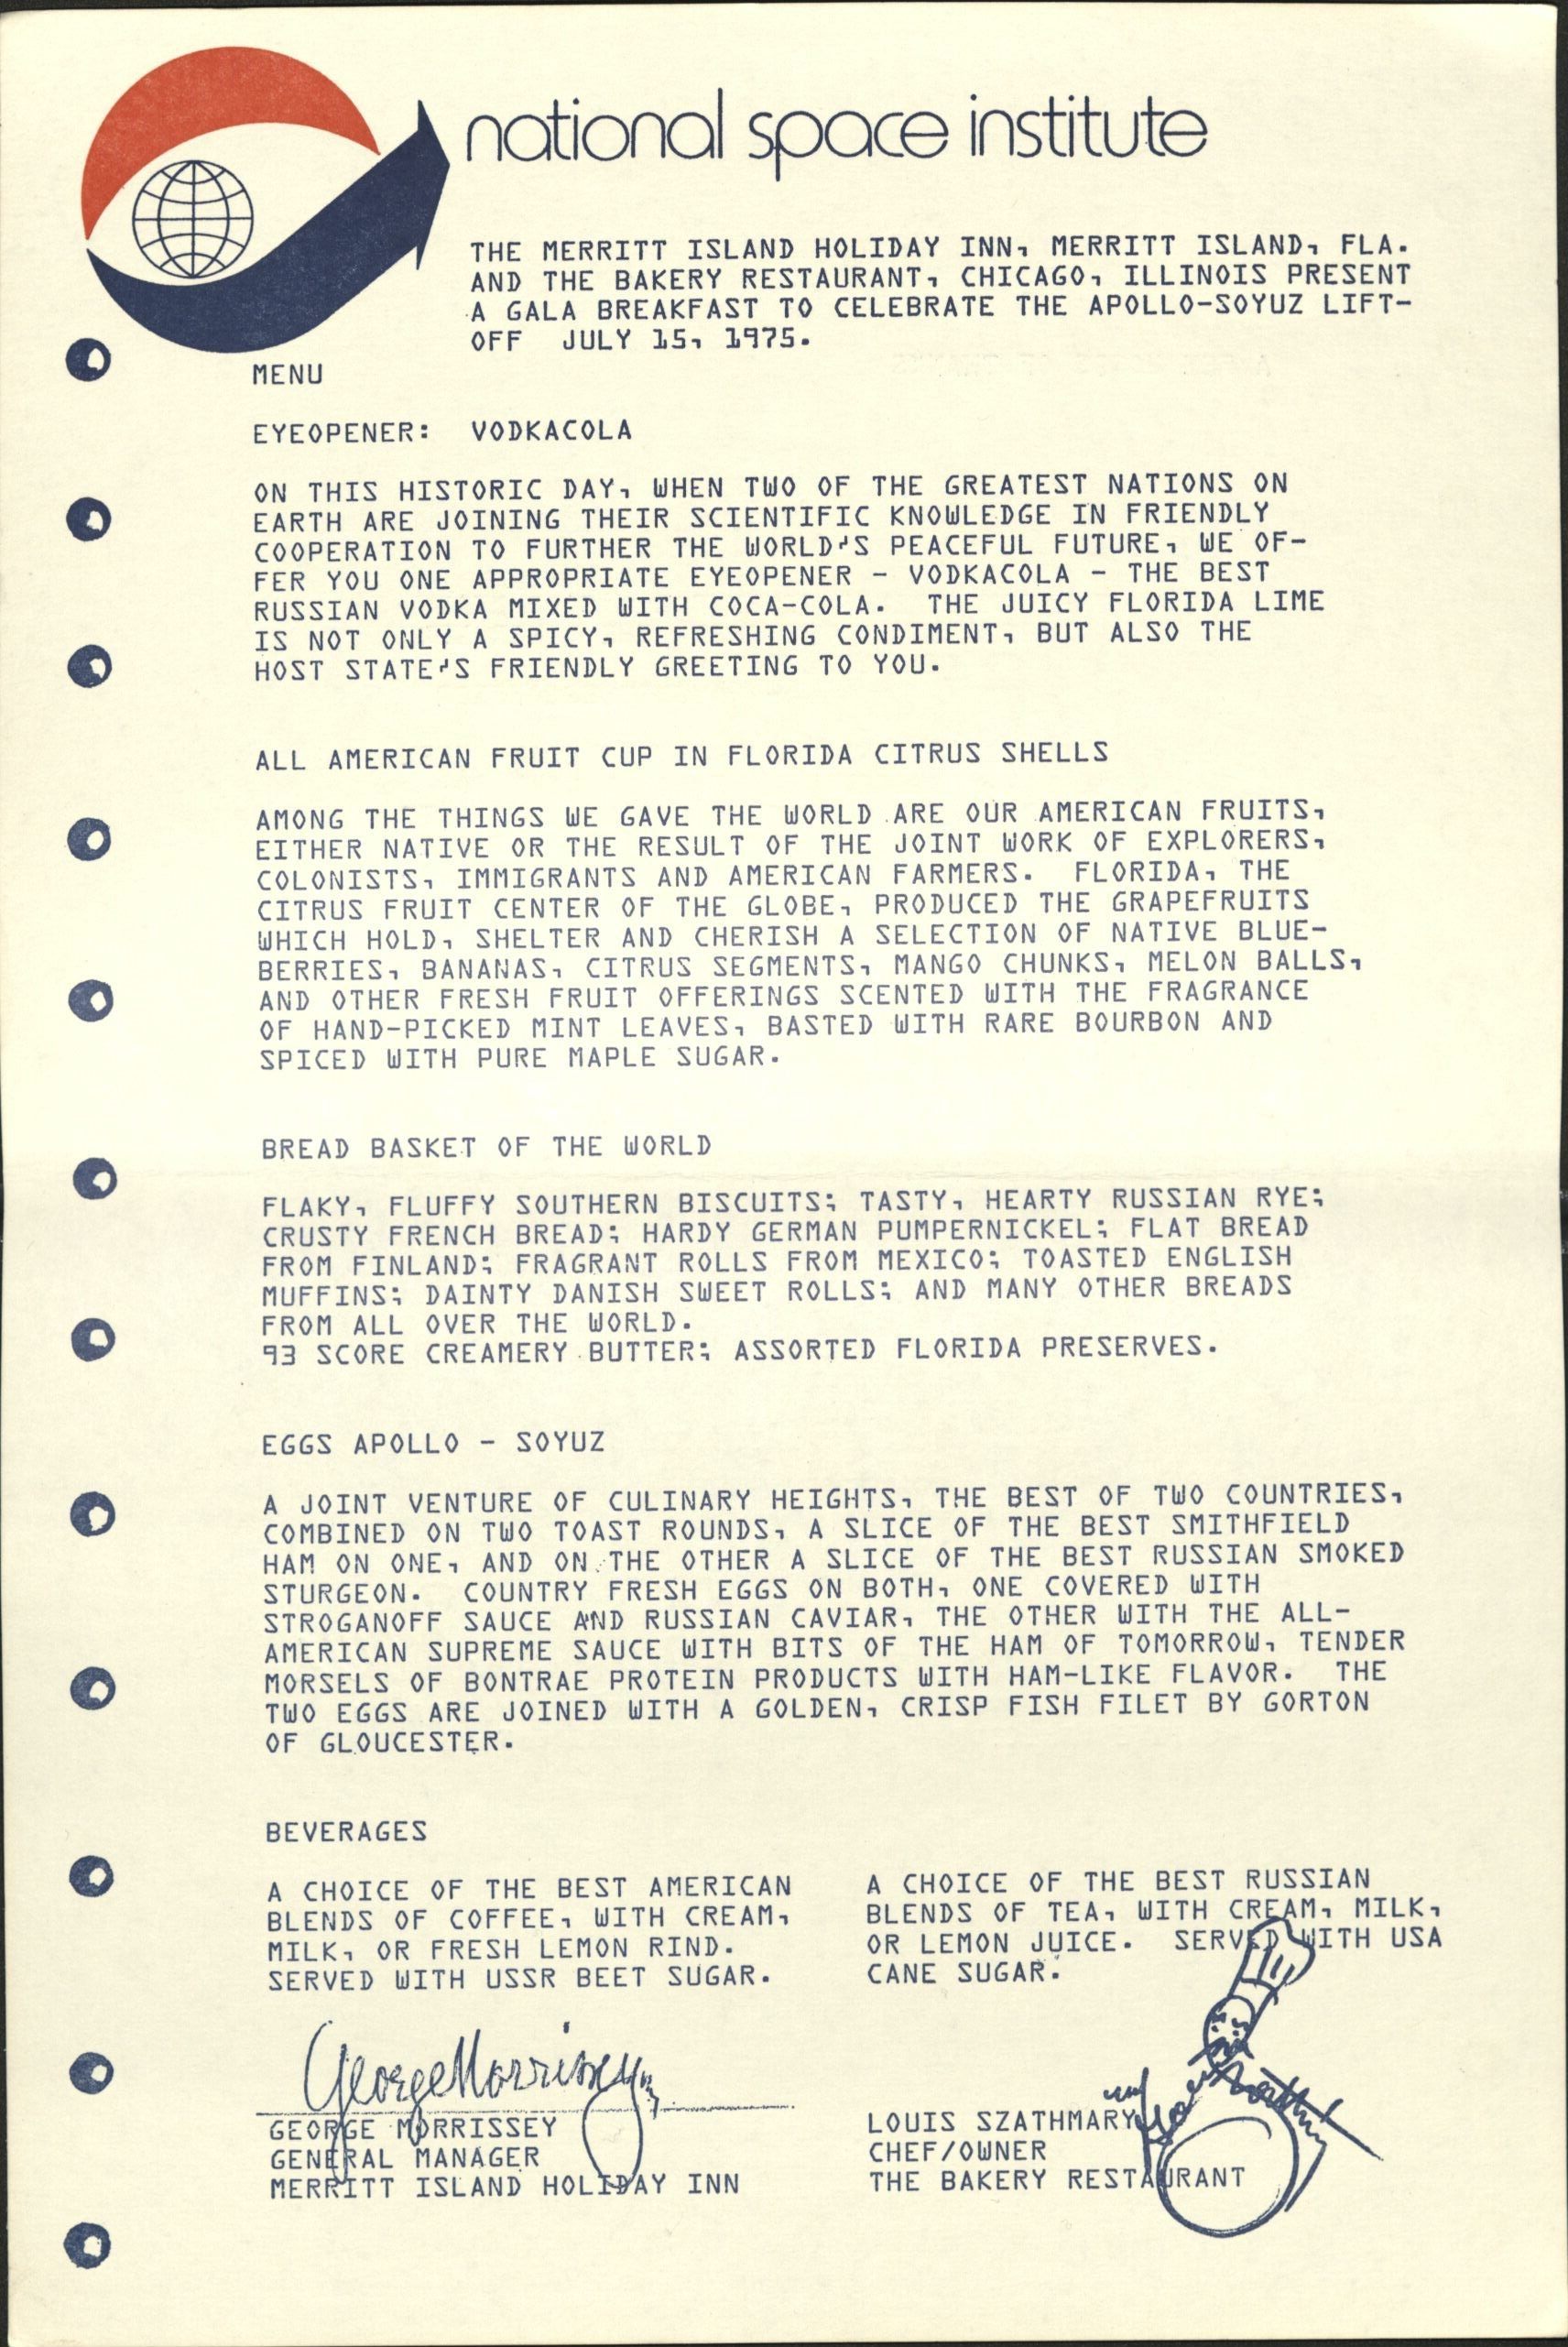 national space institute
THE MERRITT ISLAND HOLIDAY INN, MERRITT ISLAND, FLA.
AND THE BAKERY RESTAURANT, CHICAGO, ILLINOIS PRESENT
A GALA BREAKFAST TO CELEBRATE THE APOLLO-SOYUZ LIFT-
OFF JULY 15, 1975.
MENU
EYEOPENER: VODKACOLA
ON THIS HISTORIC DAY, WHEN TWO OF THE GREATEST NATIONS ON
EARTH ARE JOINING THEIR SCIENTIFIC KNOWLEDGE IN FRIENDLY
COOPERATION TO FURTHER THE WORLD'S PEACEFUL FUTURE, WE OF-
FER YOU ONE APPROPRIATE EYEOPENER - VODKACOLA - THE BEST
RUSSIAN VODKA MIXED WITH COCA-COLA. THE JUICY FLORIDA LIME
IS NOT ONLY A SPICY, REFRESHING CONDIMENT, BUT ALSO THE
HOST STATE'S FRIENDLY GREETING TO YOU.
ALL AMERICAN FRUIT CUP IN FLORIDA CITRUS SHELLS
AMONG THE THINGS WE GAVE THE WORLD ARE OUR AMERICAN FRUITS,
EITHER NATIVE OR THE RESULT OF THE JOINT WORK OF EXPLORERS,
COLONISTS, IMMIGRANTS AND AMERICAN FARMERS. FLORIDA, THE
CITRUS FRUIT CENTER OF THE GLOBE, PRODUCED THE GRAPEFRUITS
WHICH HOLD, SHELTER AND CHERISH A SELECTION OF NATIVE BLUE-
BERRIES, BANANAS, CITRUS SEGMENTS, MANGO CHUNKS, MELON BALLS,
AND OTHER FRESH FRUIT OFFERINGS SCENTED WITH THE FRAGRANCE
OF HAND-PICKED MINT LEAVES, BASTED WITH RARE BOURBON AND
SPICED WITH PURE MAPLE SUGAR.
BREAD BASKET OF THE WORLD
FLAKY, FLUFFY SOUTHERN BISCUITS; TASTY, HEARTY RUSSIAN RYE;
CRUSTY FRENCH BREAD; HARDY GERMAN PUMPERNICKEL; FLAT BREAD
FROM FINLAND; FRAGRANT ROLLS FROM MEXICO; TOASTED ENGLISH
MUFFINS; DAINTY DANISH SWEET ROLLS; AND MANY OTHER BREADS
FROM ALL OVER THE WORLD.
93 SCORE CREAMERY BUTTER; ASSORTED FLORIDA PRESERVES.
EGGS APOLLO - SOYUZ
A JOINT VENTURE OF CULINARY HEIGHTS, THE BEST OF TWO COUNTRIES,
COMBINED ON TWO TOAST ROUNDS, A SLICE OF THE BEST SMITHFIELD
HAM ON ONE, AND ON THE OTHER A SLICE OF THE BEST RUSSIAN SMOKED
STURGEON. COUNTRY FRESH EGGS ON BOTH, ONE COVERED WITH
STROGANOFF SAUCE AND RUSSIAN CAVIAR, THE OTHER WITH THE ALL-
AMERICAN SUPREME SAUCE WITH BITS OF THE HAM OF TOMORROW, TENDER
MORSELS OF BONTRAE PROTEIN PRODUCTS WITH HAM-LIKE FLAVOR. THE
TWO EGGS ARE JOINED WITH A GOLDEN, CRISP FISH FILET BY GORTON
OF GLOUCESTER.
BEVERAGES
A CHOICE OF THE BEST AMERICAN
BLENDS OF COFFEE, WITH CREAM,
MILK, OR FRESH LEMON RIND.
SERVED WITH USSR BEET SUGAR.
A CHOICE OF THE BEST RUSSIAN
BLENDS OF TEA, WITH CREAM, MILK,
OR LEMON JUICE. SERVED WITH USA
CANE SUGAR.
George Morrissey
GEORGE MORRISSEY
GENERAL MANAGER
MERRITT ISLAND HOLIDAY INN
LOUIS SZATHMARY
CHEF/OWNER
THE BAKERY RESTAURANT